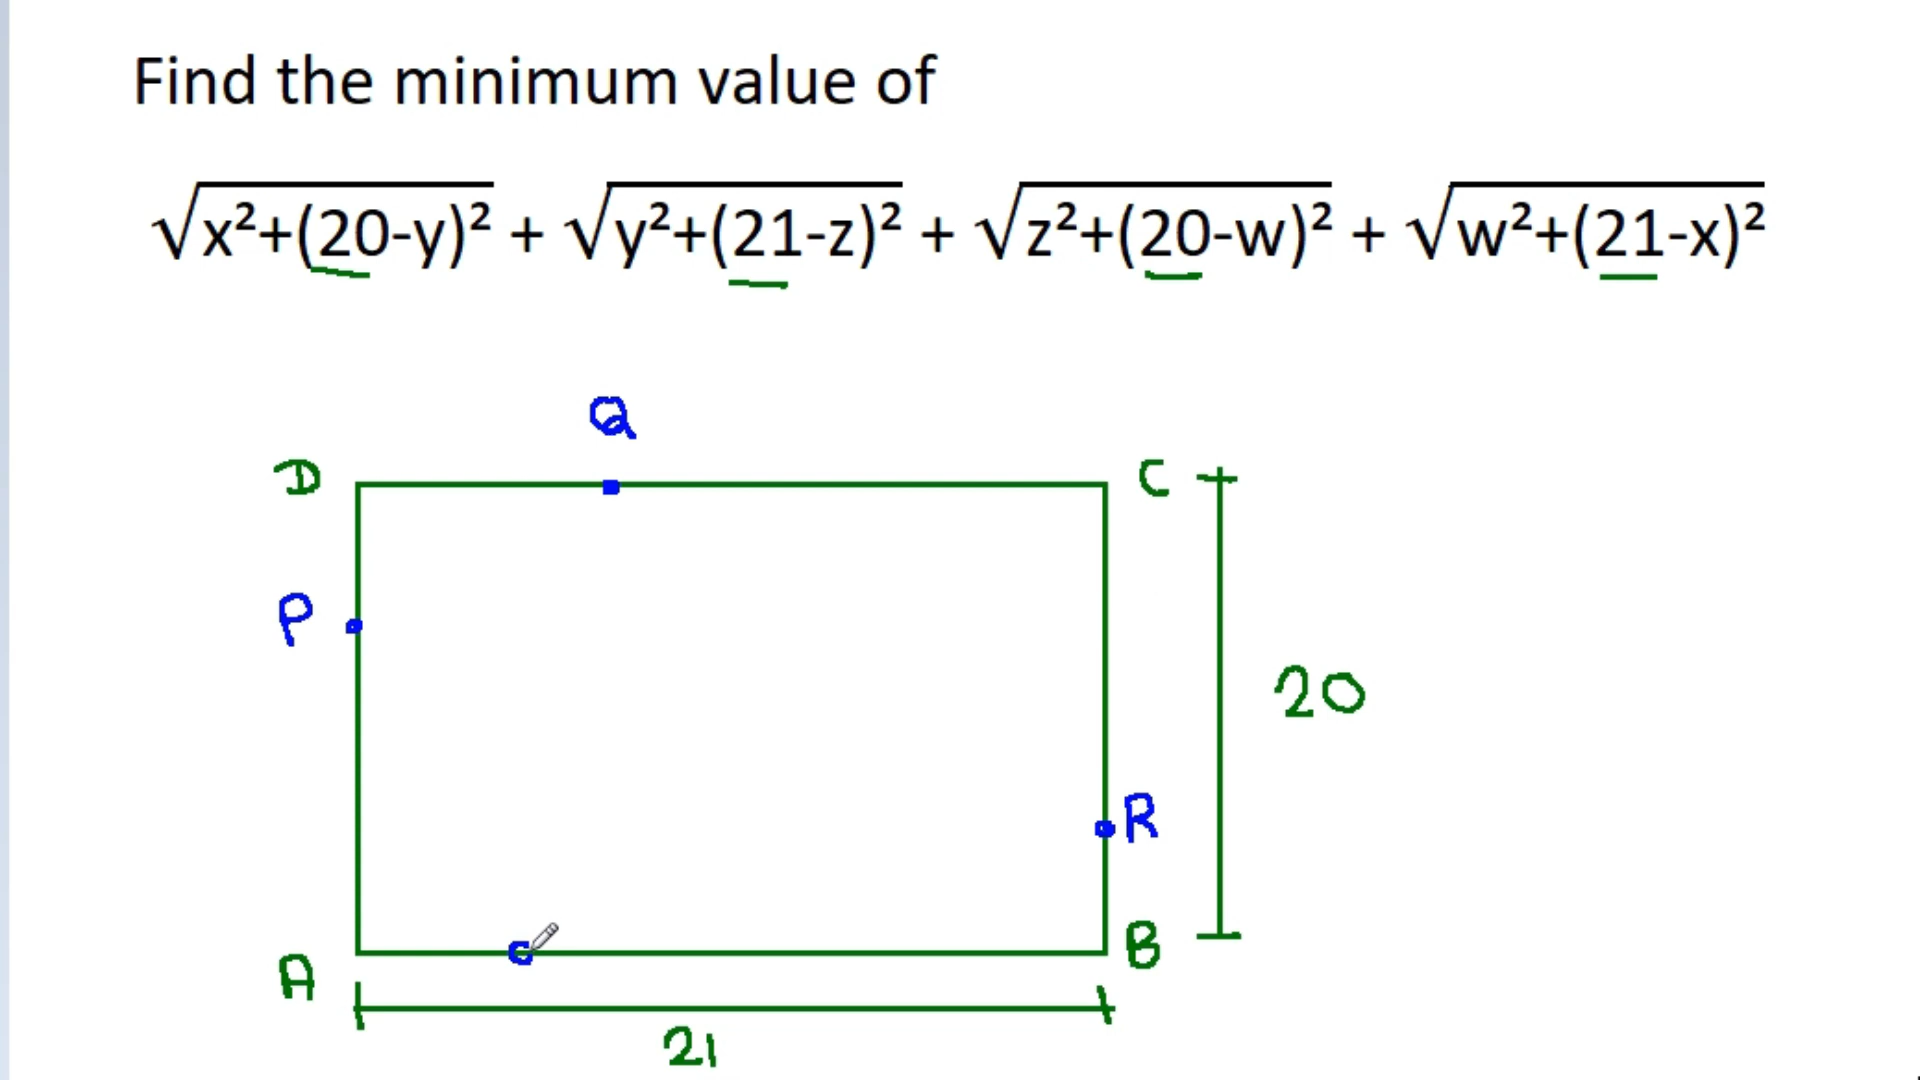 Find the minimum value of
√x²+(20-y)² + √y²+(21-z)² + √z²+(20-w)² + √w²+(21-x)²
Q
D C
P
20
R
A B
21